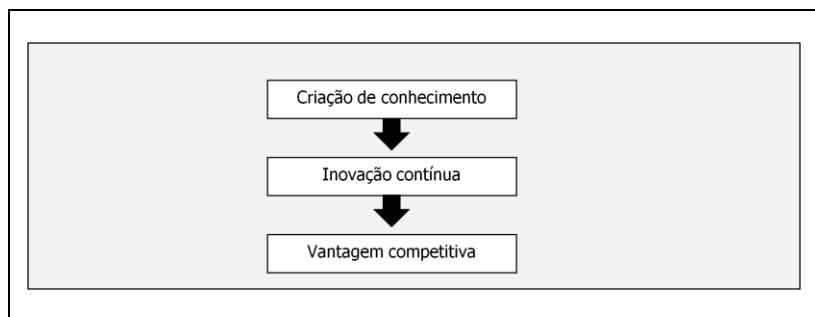 Criação de conhecimento
Inovação contínua
Vantagem competitiva